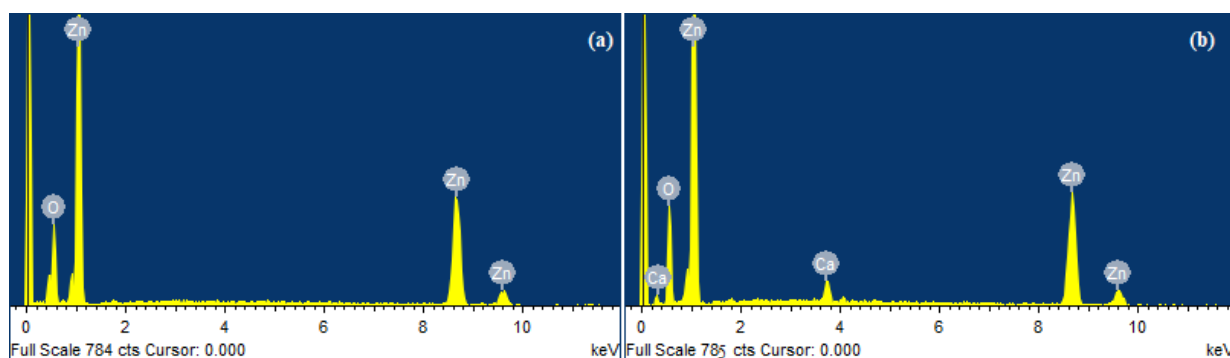 Zn
(a)
O
Zn
Zn
0 2 4 6 8 10
Full Scale 784 cts Cursor: 0.000 keV
Zn
(b)
O
Zn
Ca
Ca
Zn
0 2 4 6 8 10
Full Scale 785 cts Cursor: 0.000 keV